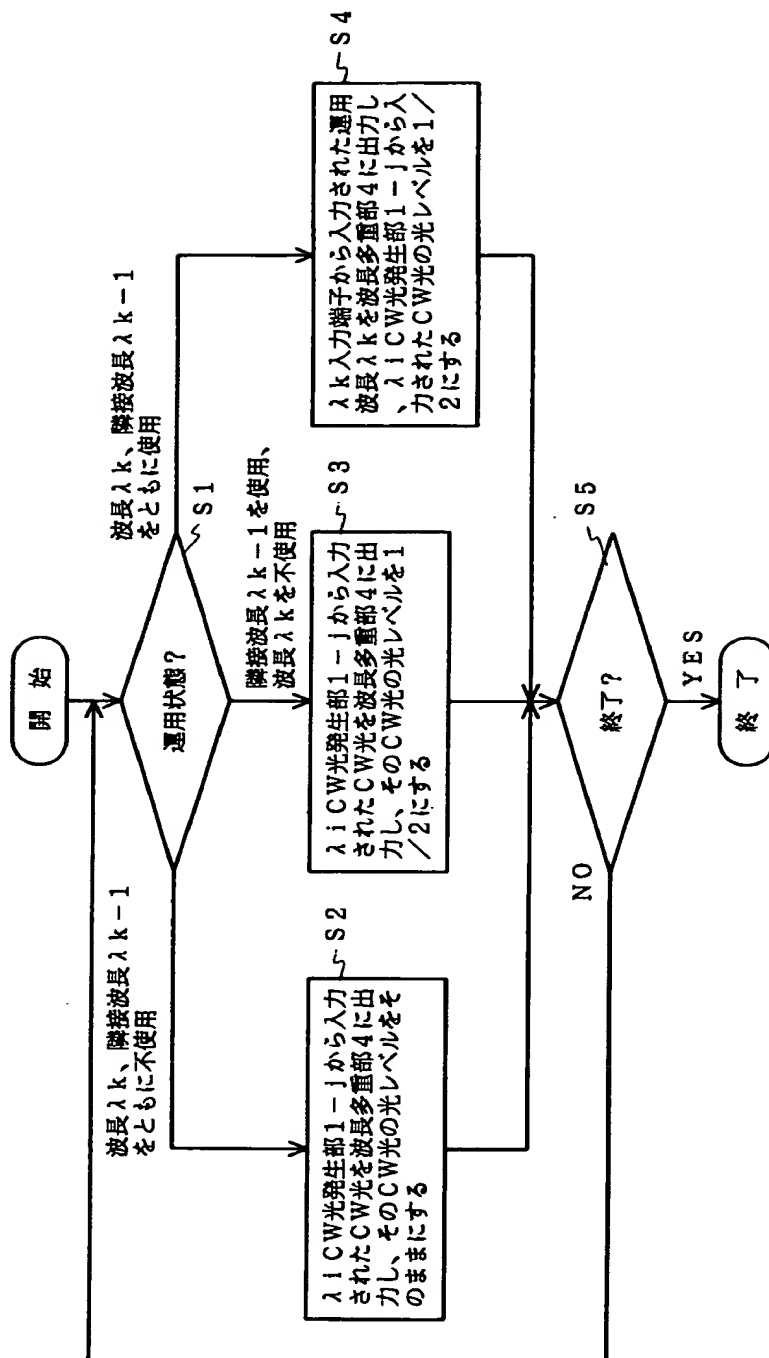 開 始
運用状態?
S1
波長λk、隣接波長λk-1
をともに不使用
隣接波長λk-1を使用、
波長λkを不使用
波長λk、隣接波長λk-1
をともに使用
S2
λiCW光発生部1-jから入力
されたCW光を波長多重部4に出
力し、そのCW光の光レベルをそ
のままにする
S3
λiCW光発生部1-jから入力
されたCW光を波長多重部4に出
力し、そのCW光の光レベルを1
/2にする
S4
λk入力端子から入力された運用
波長λkを波長多重部4に出力し
、λiCW光発生部1-jから入
力されたCW光の光レベルを1/
2にする
S5
終了?
NO
YES
終 了